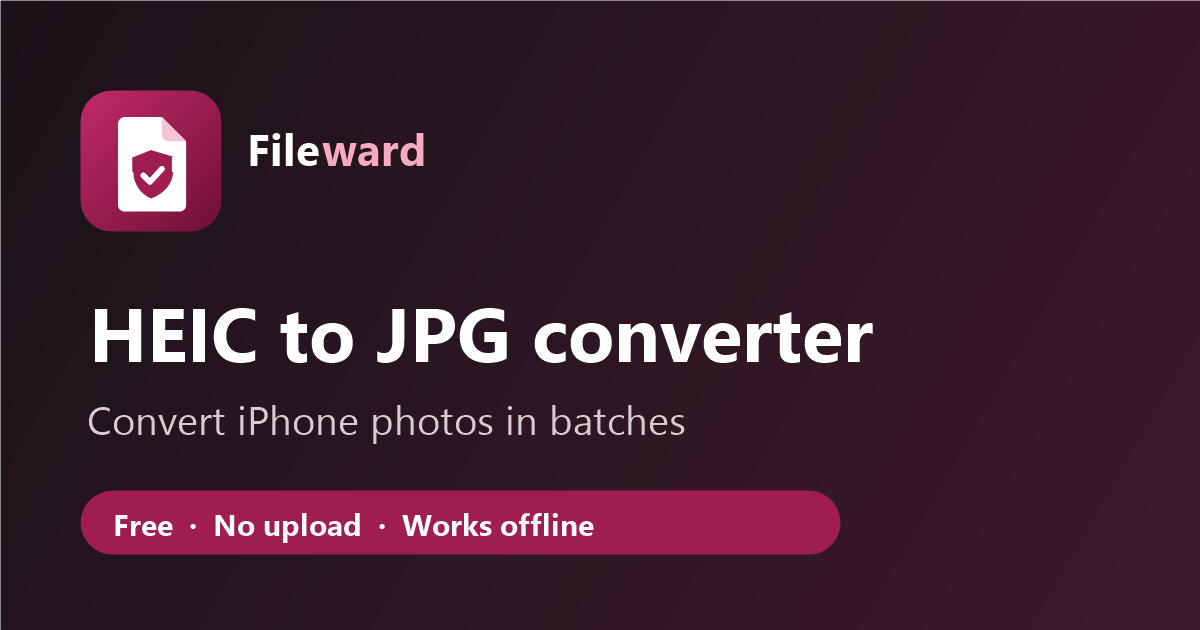 Fileward
HEIC to JPG converter
Convert iPhone photos in batches
Free · No upload · Works offline